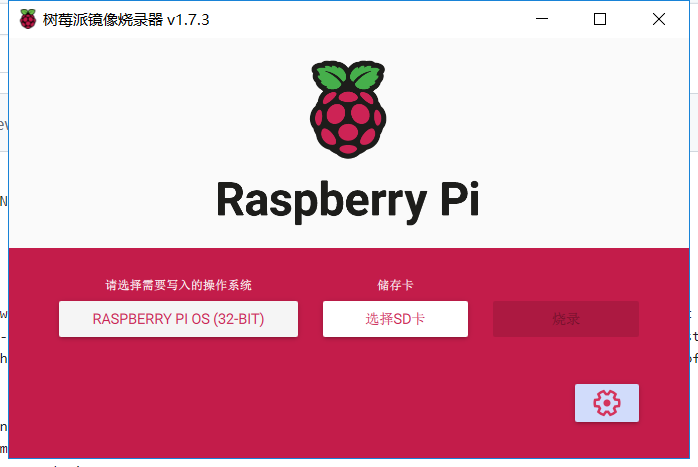 树莓派镜像烧录器 v1.7.3
Raspberry Pi
请选择需要写入的操作系统
储存卡
RASPBERRY PI OS (32-BIT)
选择SD卡
烧录